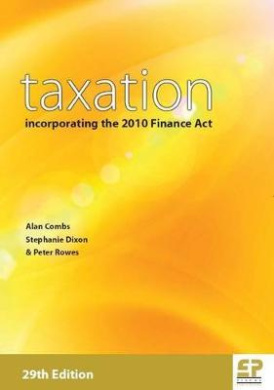 taxation
incorporating the 2010 Finance Act
Alan Combs
Stephanie Dixon
& Peter Rowes
29th Edition